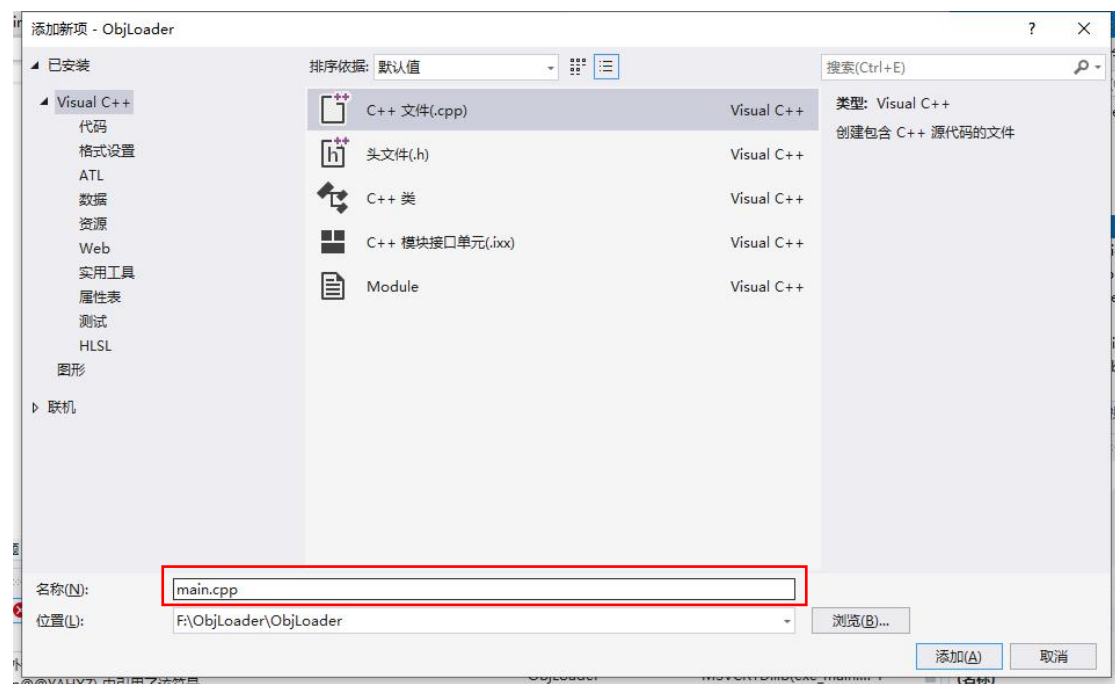 添加新项 - ObjLoader ? ×
已安装
排序依据: 默认值
搜索(Ctrl+E)
Visual C++
代码
格式设置
ATL
数据
资源
Web
实用工具
属性表
测试
HLSL
图形
联机
C++ 文件(.cpp) Visual C++
头文件(.h) Visual C++
C++ 类 Visual C++
C++ 模块接口单元(.ixx) Visual C++
Module Visual C++
类型: Visual C++
创建包含 C++ 源代码的文件
名称(N): main.cpp
位置(L): F:\ObjLoader\ObjLoader
浏览(B)...
添加(A) 取消